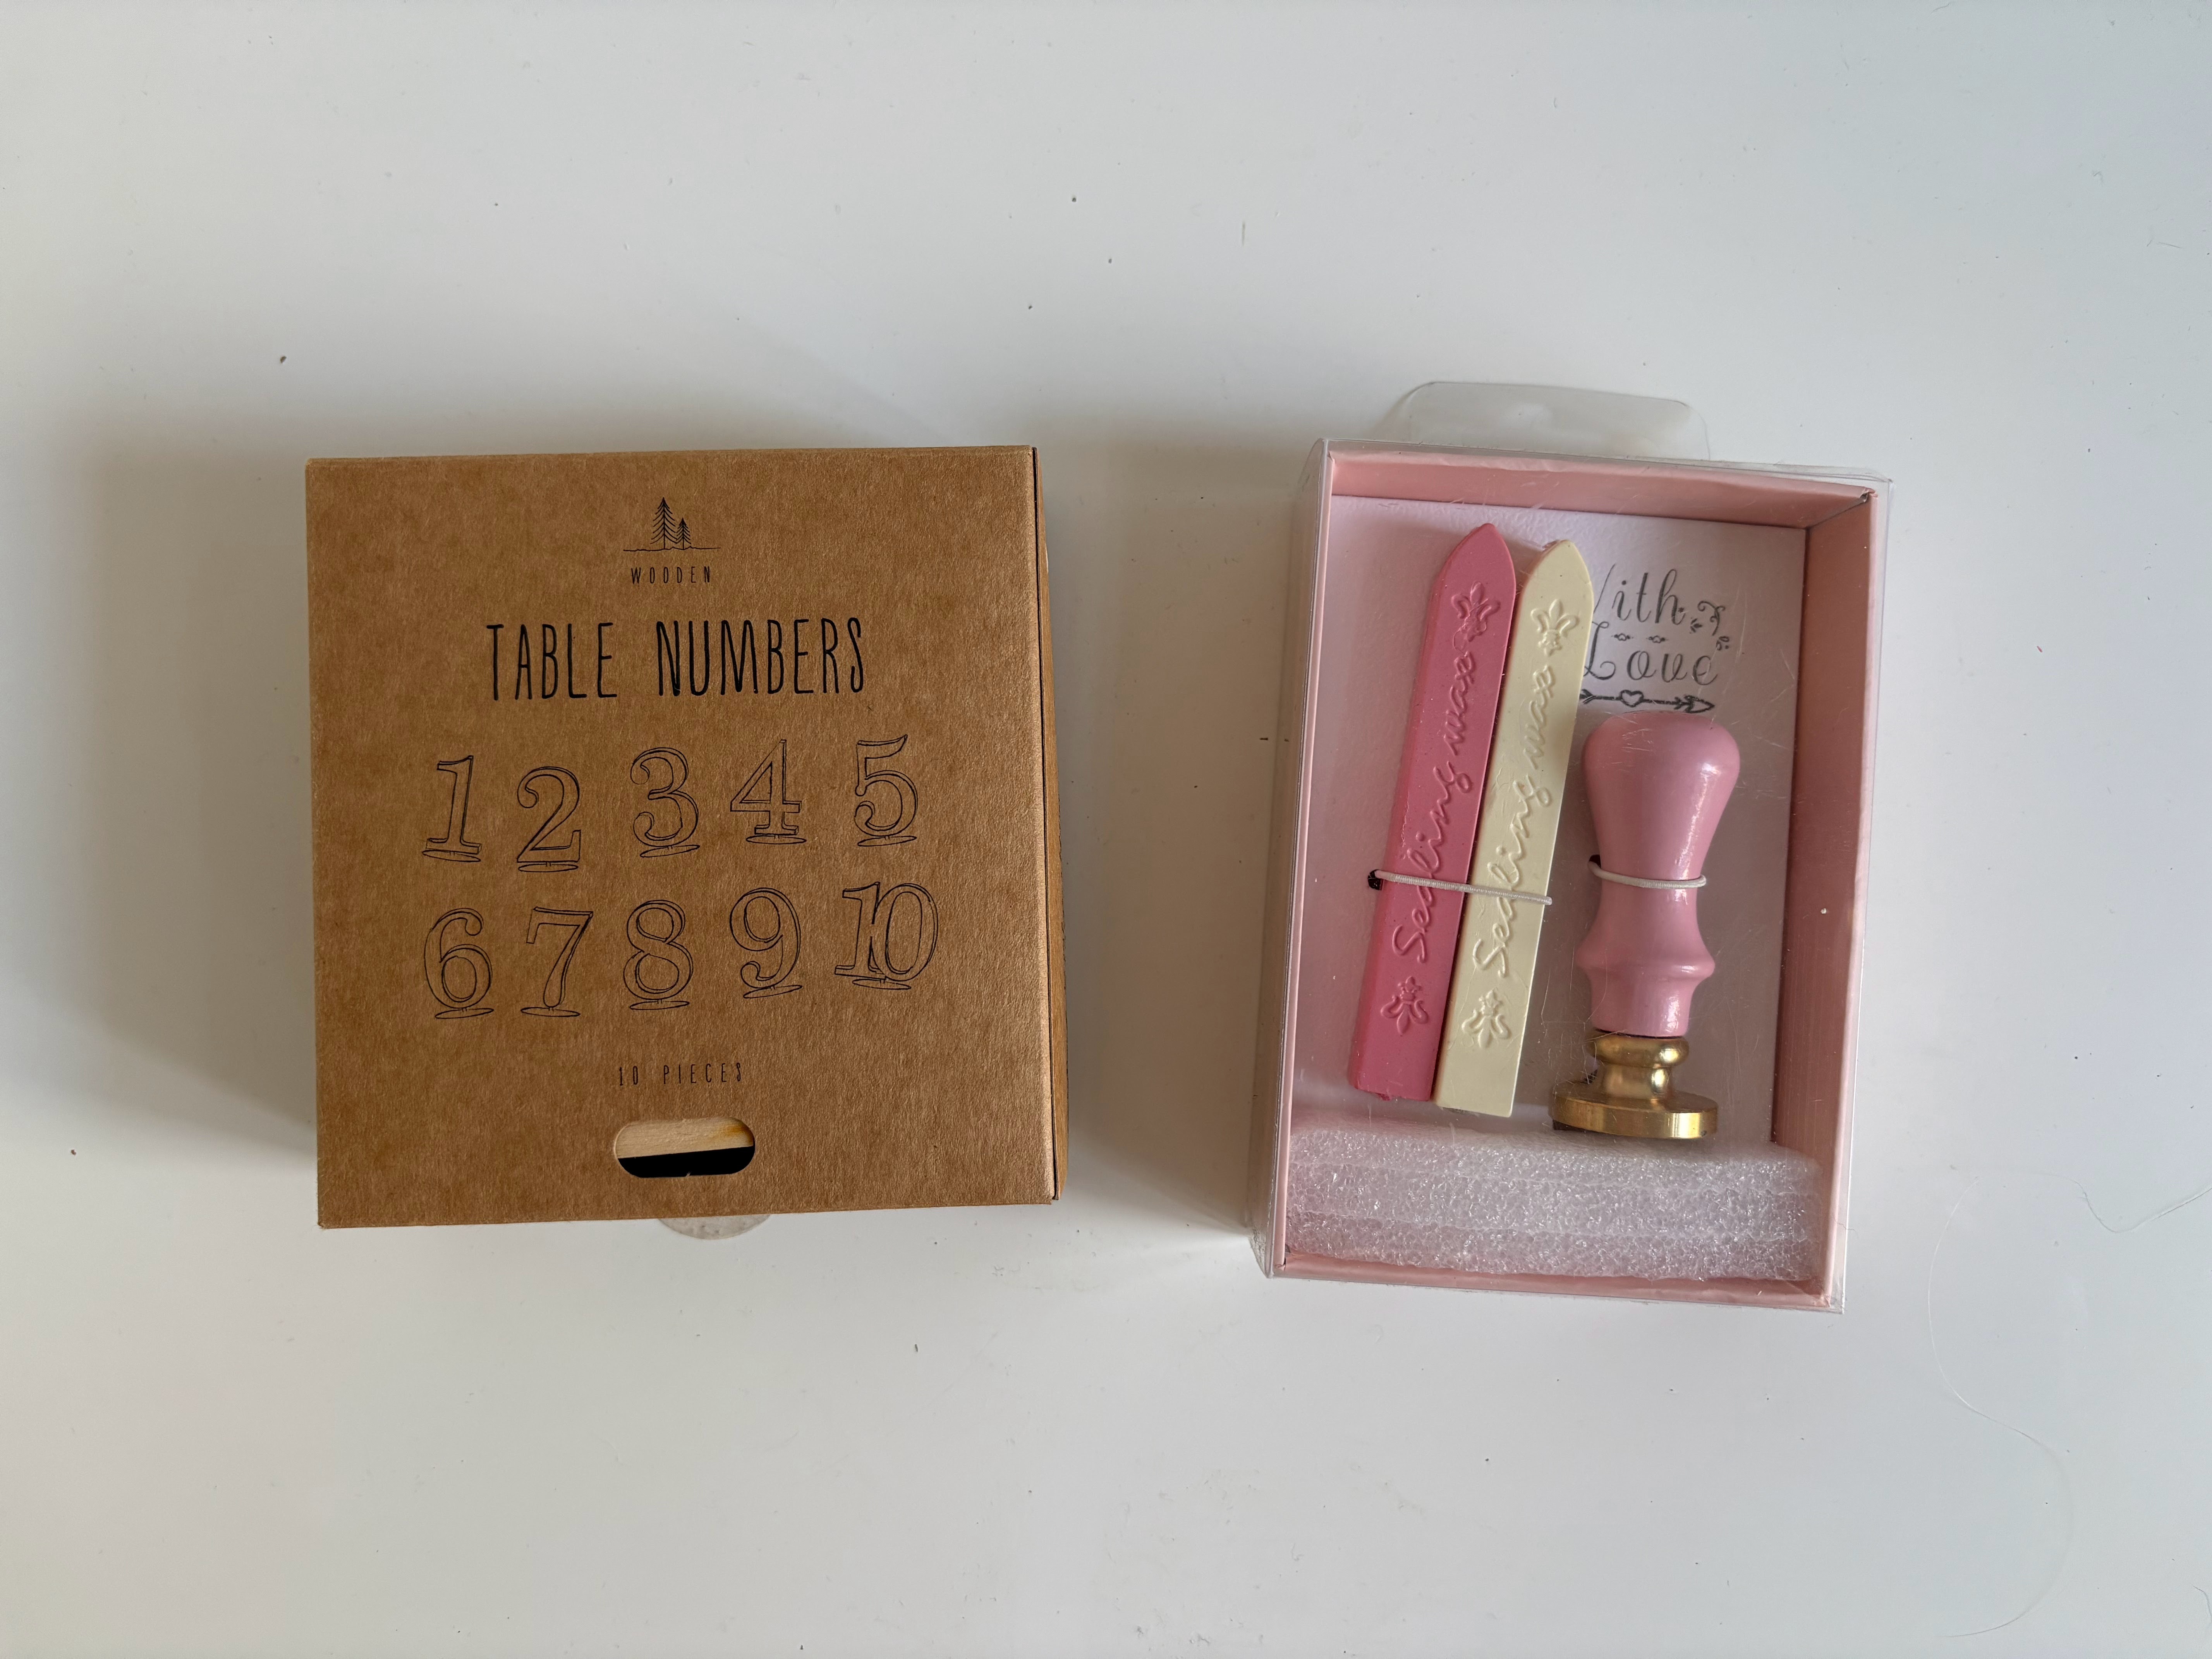 WOODEN
TABLE NUMBERS
1 2 3 4 5
6 7 8 9 10
10 PIECES
Sealing wax
Sealing wax
With
Love